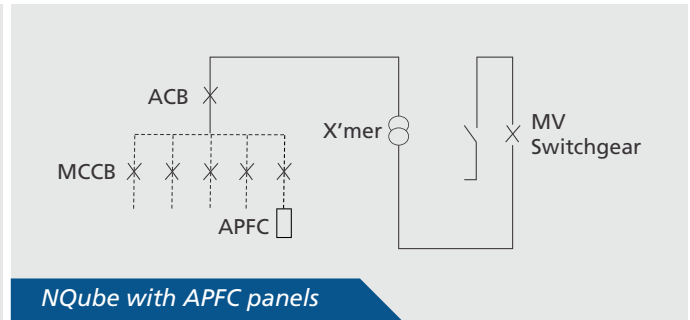 ACB
X'mer
MV
Switchgear
MCCB
APFC
NQube with APFC panels